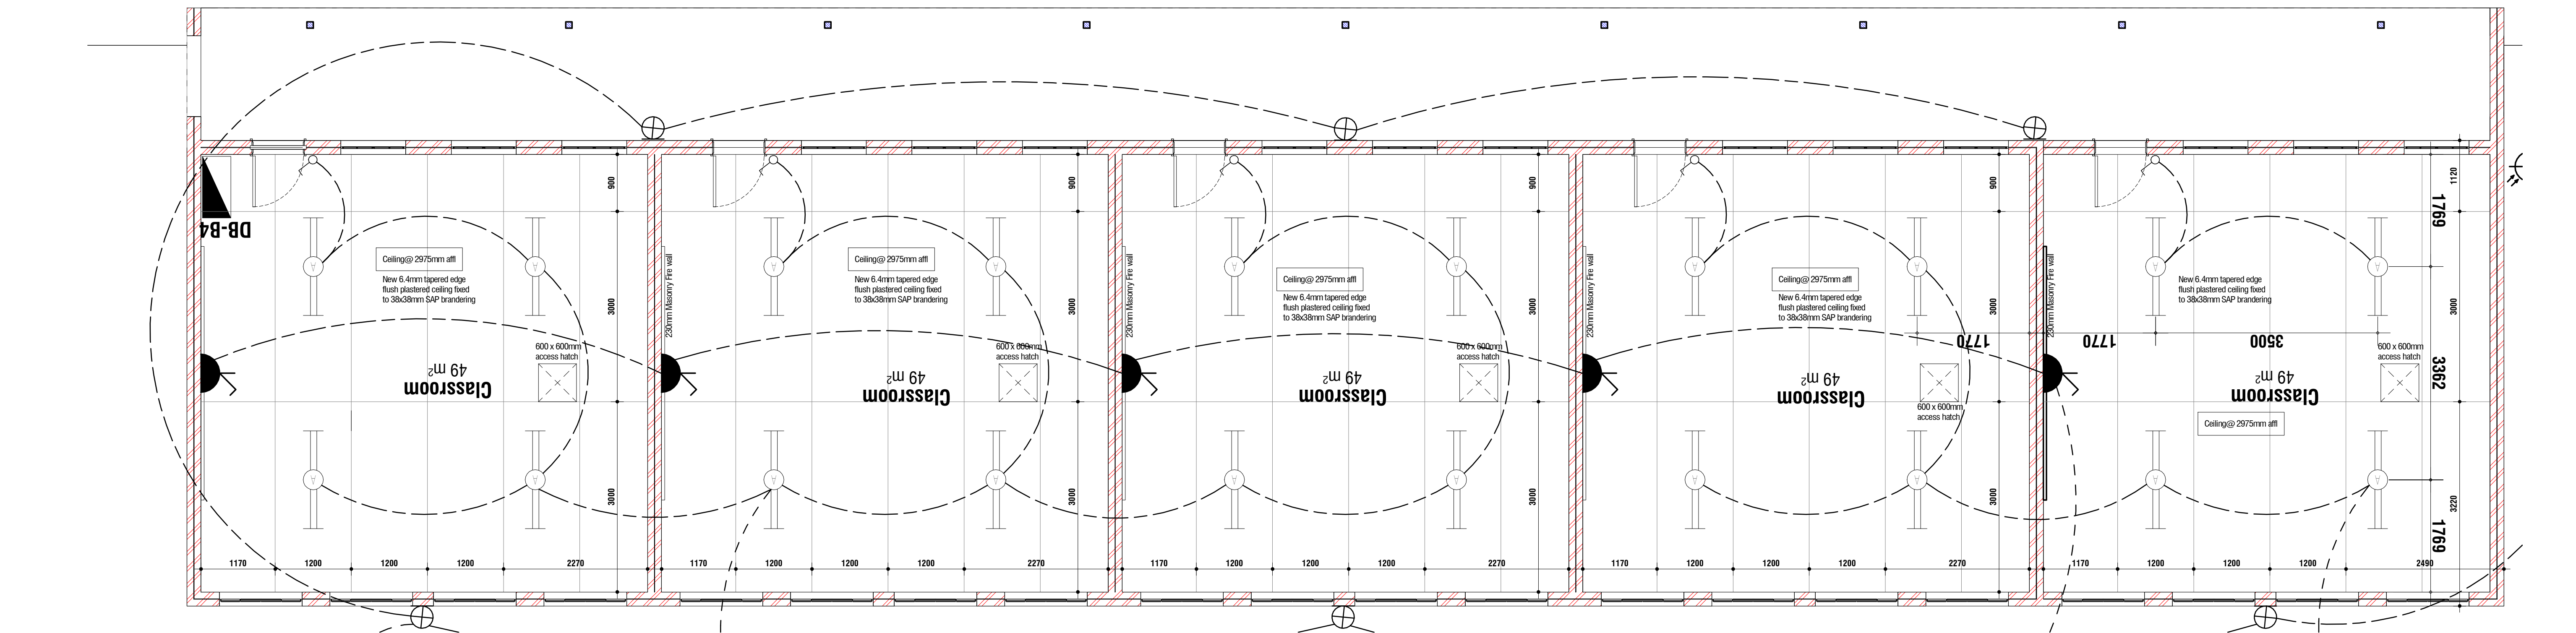 DB-B4
Ceiling@ 2975mm affl
New 6.4mm tapered edge
flush plastered ceiling fixed
to 38x38mm SAP brandering
600 x 600mm
access hatch
Classroom
49 m²
900
3000
3000
1170
1200
1200
1200
2270
230mm Masonry Fire wall
Ceiling@ 2975mm affl
New 6.4mm tapered edge
flush plastered ceiling fixed
to 38x38mm SAP brandering
600 x 600mm
access hatch
Classroom
49 m²
900
3000
3000
1170
1200
1200
1200
2270
230mm Masonry Fire wall
Ceiling@ 2975mm affl
New 6.4mm tapered edge
flush plastered ceiling fixed
to 38x38mm SAP brandering
600 x 600mm
access hatch
Classroom
49 m²
900
3000
3000
1170
1200
1200
1200
2270
230mm Masonry Fire wall
Ceiling@ 2975mm affl
New 6.4mm tapered edge
flush plastered ceiling fixed
to 38x38mm SAP brandering
Classroom
49 m²
600 x 600mm
access hatch
900
3000
3000
1770
1170
1200
1200
1200
2270
230mm Masonry Fire wall
New 6.4mm tapered edge
flush plastered ceiling fixed
to 38x38mm SAP brandering
1770
3500
600 x 600mm
access hatch
Classroom
49 m²
Ceiling@ 2975mm affl
1120
1769
3000
3362
3220
1769
1170
1200
1200
1200
2490